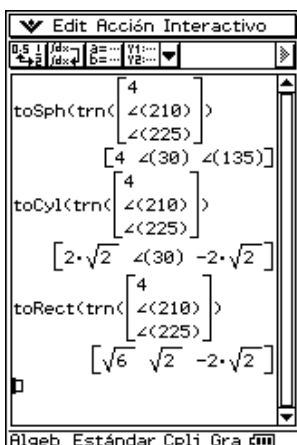 Edit Acción Interactivo
4
toSph(trn( ∠(210) ))
∠(225)
[4 ∠(30) ∠(135)]
4
toCyl(trn( ∠(210) ))
∠(225)
[2·√2 ∠(30) -2·√2]
4
toRect(trn( ∠(210) ))
∠(225)
[√6 √2 -2·√2]
Algeb Estándar Cplj Gra